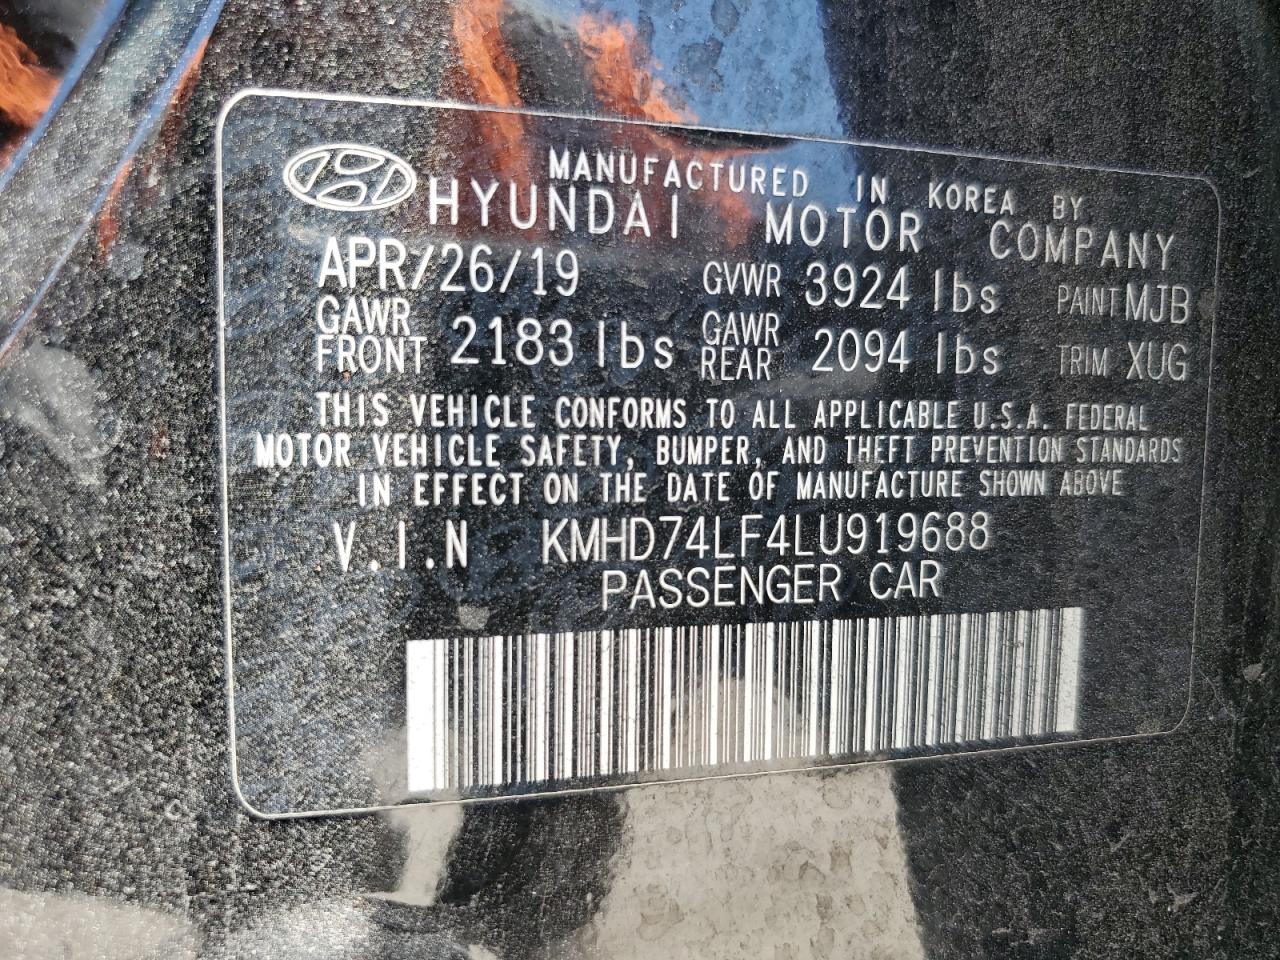 MANUFACTURED IN KOREA BY
HYUNDAI MOTOR COMPANY
APR/26/19 GVWR 3924 lbs PAINT MJB
GAWR FRONT 2183 lbs GAWR REAR 2094 lbs TRIM XUG
THIS VEHICLE CONFORMS TO ALL APPLICABLE U.S.A. FEDERAL
MOTOR VEHICLE SAFETY, BUMPER, AND THEFT PREVENTION STANDARDS
IN EFFECT ON THE DATE OF MANUFACTURE SHOWN ABOVE
V.I.N KMHD74LF4LU919688
PASSENGER CAR